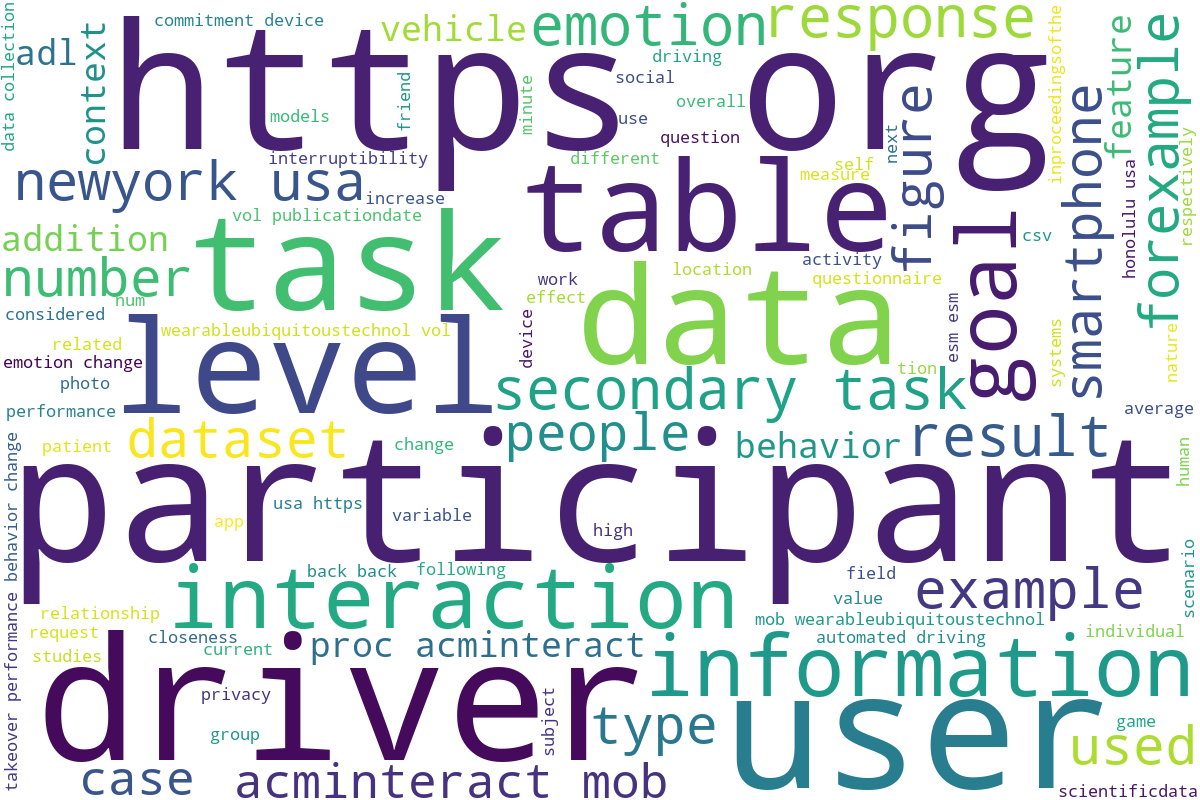 data collection
commitment device
vehicle
emotion
response
adl
context
https org
models
friend
minute
driving
social
overall
use
question
next
inproceedingsofthe
feature
forexample
respectively
smartphone
figure
interruptibility
different
self
measure
newyork usa
increase
table
honolulu usa
vol publicationdate
goal
csv
addition
task
number
num
work
location
activity
questionnaire
effect
data
device
esm esm
systems
nature
considered
wearableubiquitoustechnol vol
related
emotion change
photo
level
tion
secondary task
performance
average
dataset
people
behavior
result
patient
change
human
takeover performance behavior change
participant
usa https
app
variable
high
back back
following
field
scenario
interaction
example
value
relationship
mob wearableubiquitoustechnol
request
closeness
automated driving
individual
studies
current
proc acminteract
driver
information
privacy
subject
group
type
user
game
used
case
acminteract mob
scientificdata